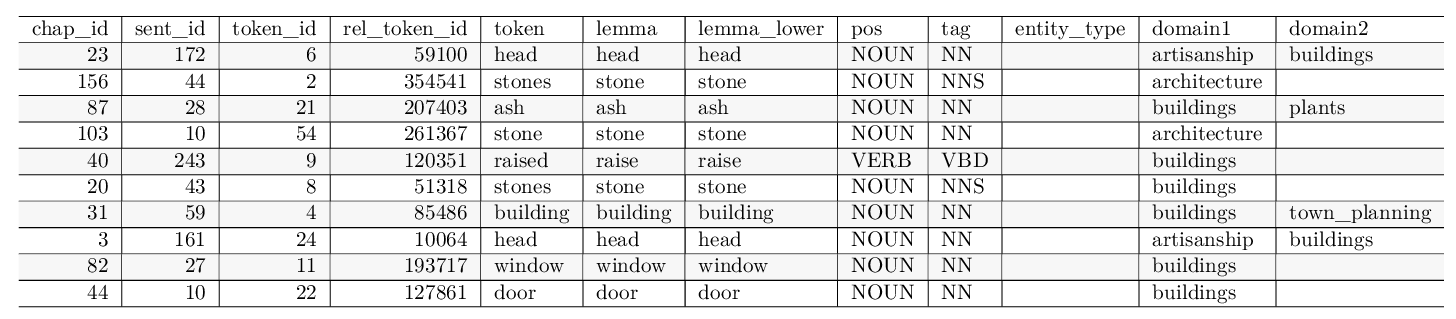 chap_id sent_id token_id rel_token_id token lemma lemma_lower pos tag entity_type domain1 domain2
23 172 6 59100 head head head NOUN NN artisanship buildings
156 44 2 354541 stones stone stone NOUN NNS architecture
87 28 21 207403 ash ash ash NOUN NN buildings plants
103 10 54 261367 stone stone stone NOUN NN architecture
40 243 9 120351 raised raise raise VERB VBD buildings
20 43 8 51318 stones stone stone NOUN NNS buildings
31 59 4 85486 building building building NOUN NN buildings town_planning
3 161 24 10064 head head head NOUN NN artisanship buildings
82 27 11 193717 window window window NOUN NN buildings
44 10 22 127861 door door door NOUN NN buildings